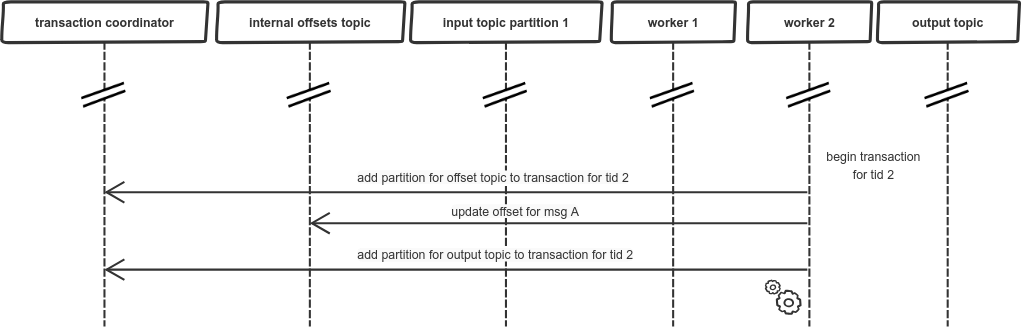 transaction coordinator
internal offsets topic
input topic partition 1
worker 1
worker 2
output topic
begin transaction
for tid 2
add partition for offset topic to transaction for tid 2
update offset for msg A
add partition for output topic to transaction for tid 2